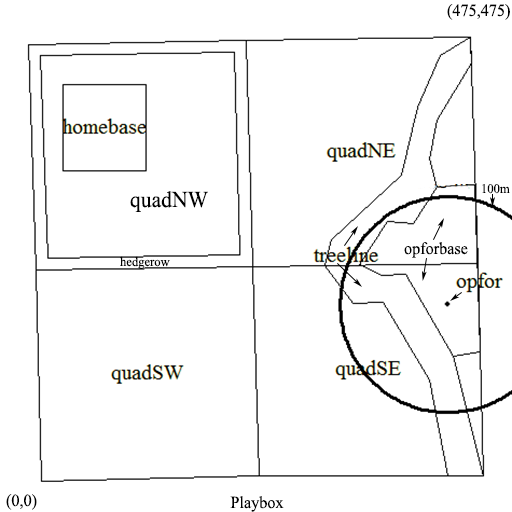 (475,475)
homebase
quadNE
100m
quadNW
opforbase
treeline
hedgerow
opfor
quadSW
quadSE
(0,0)
Playbox